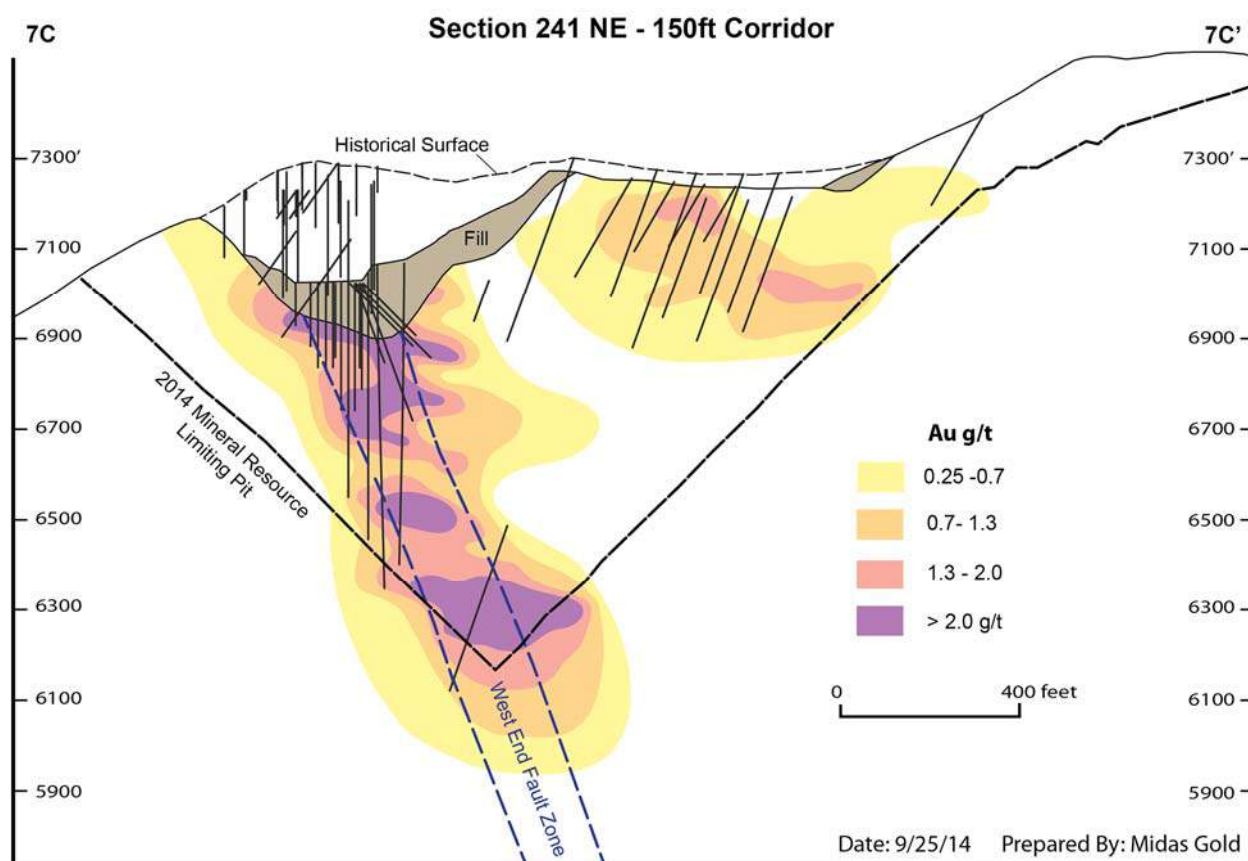 Section 241 NE - 150ft Corridor
7C
7C'
Historical Surface
7300'
7300'
Fill
7100
7100
6900
6900
2014 Mineral Resource
Limiting Pit
6700
6700
Au g/t
0.25 -0.7
0.7- 1.3
1.3 - 2.0
> 2.0 g/t
6500
6500
6300
6300
0
400 feet
6100
6100
West End Fault Zone
5900
5900
Date: 9/25/14 Prepared By: Midas Gold